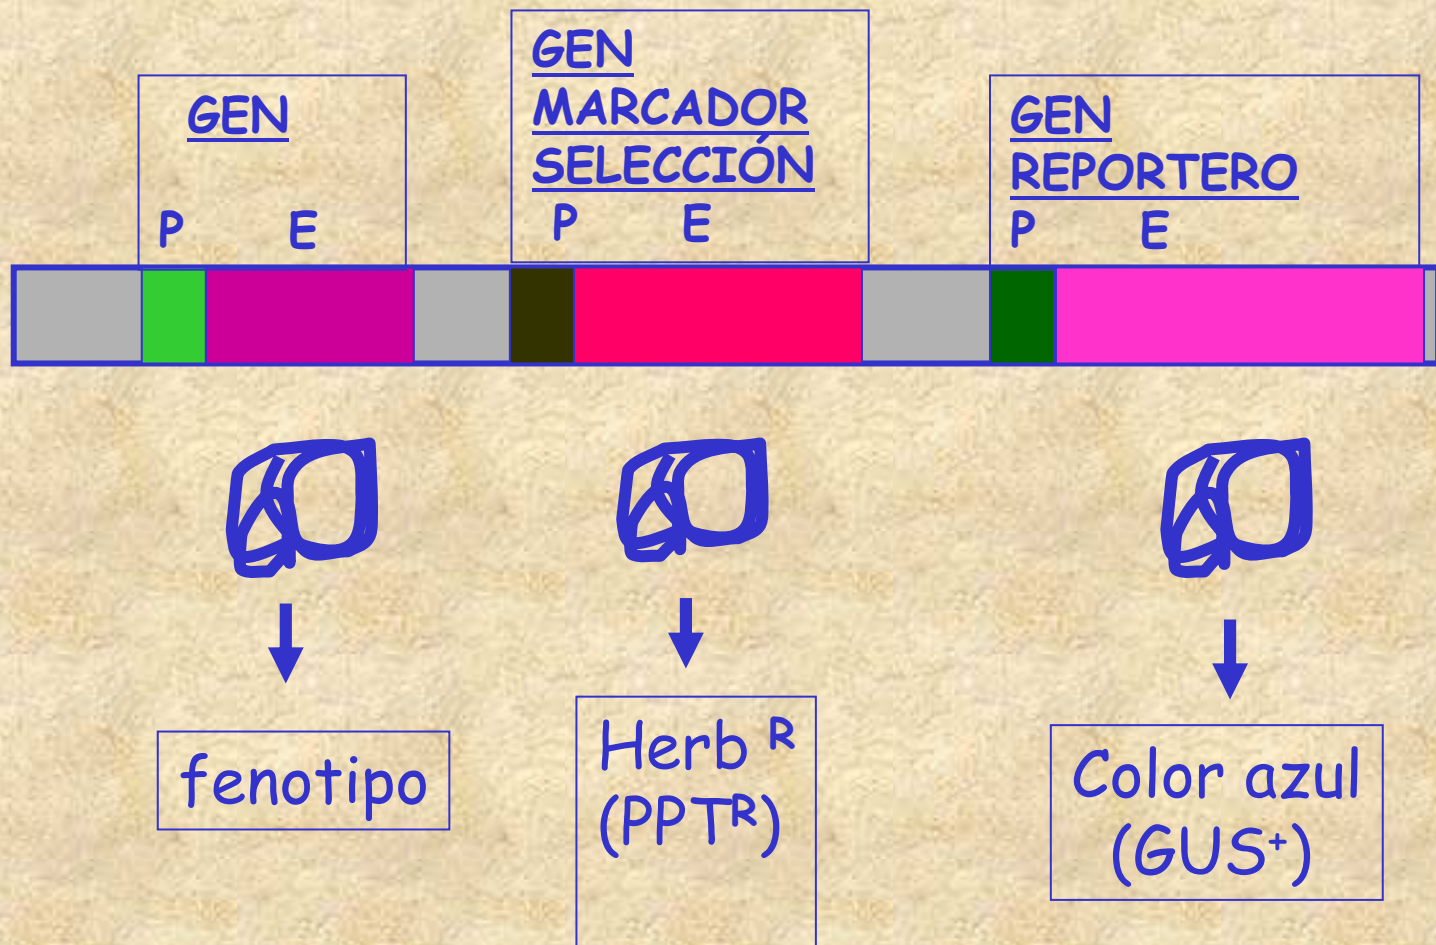 GEN
P E
GEN
MARCADOR
SELECCIÓN
P E
GEN
REPORTERO
P E
fenotipo
Herb R
(PPTR)
Color azul
(GUS+)